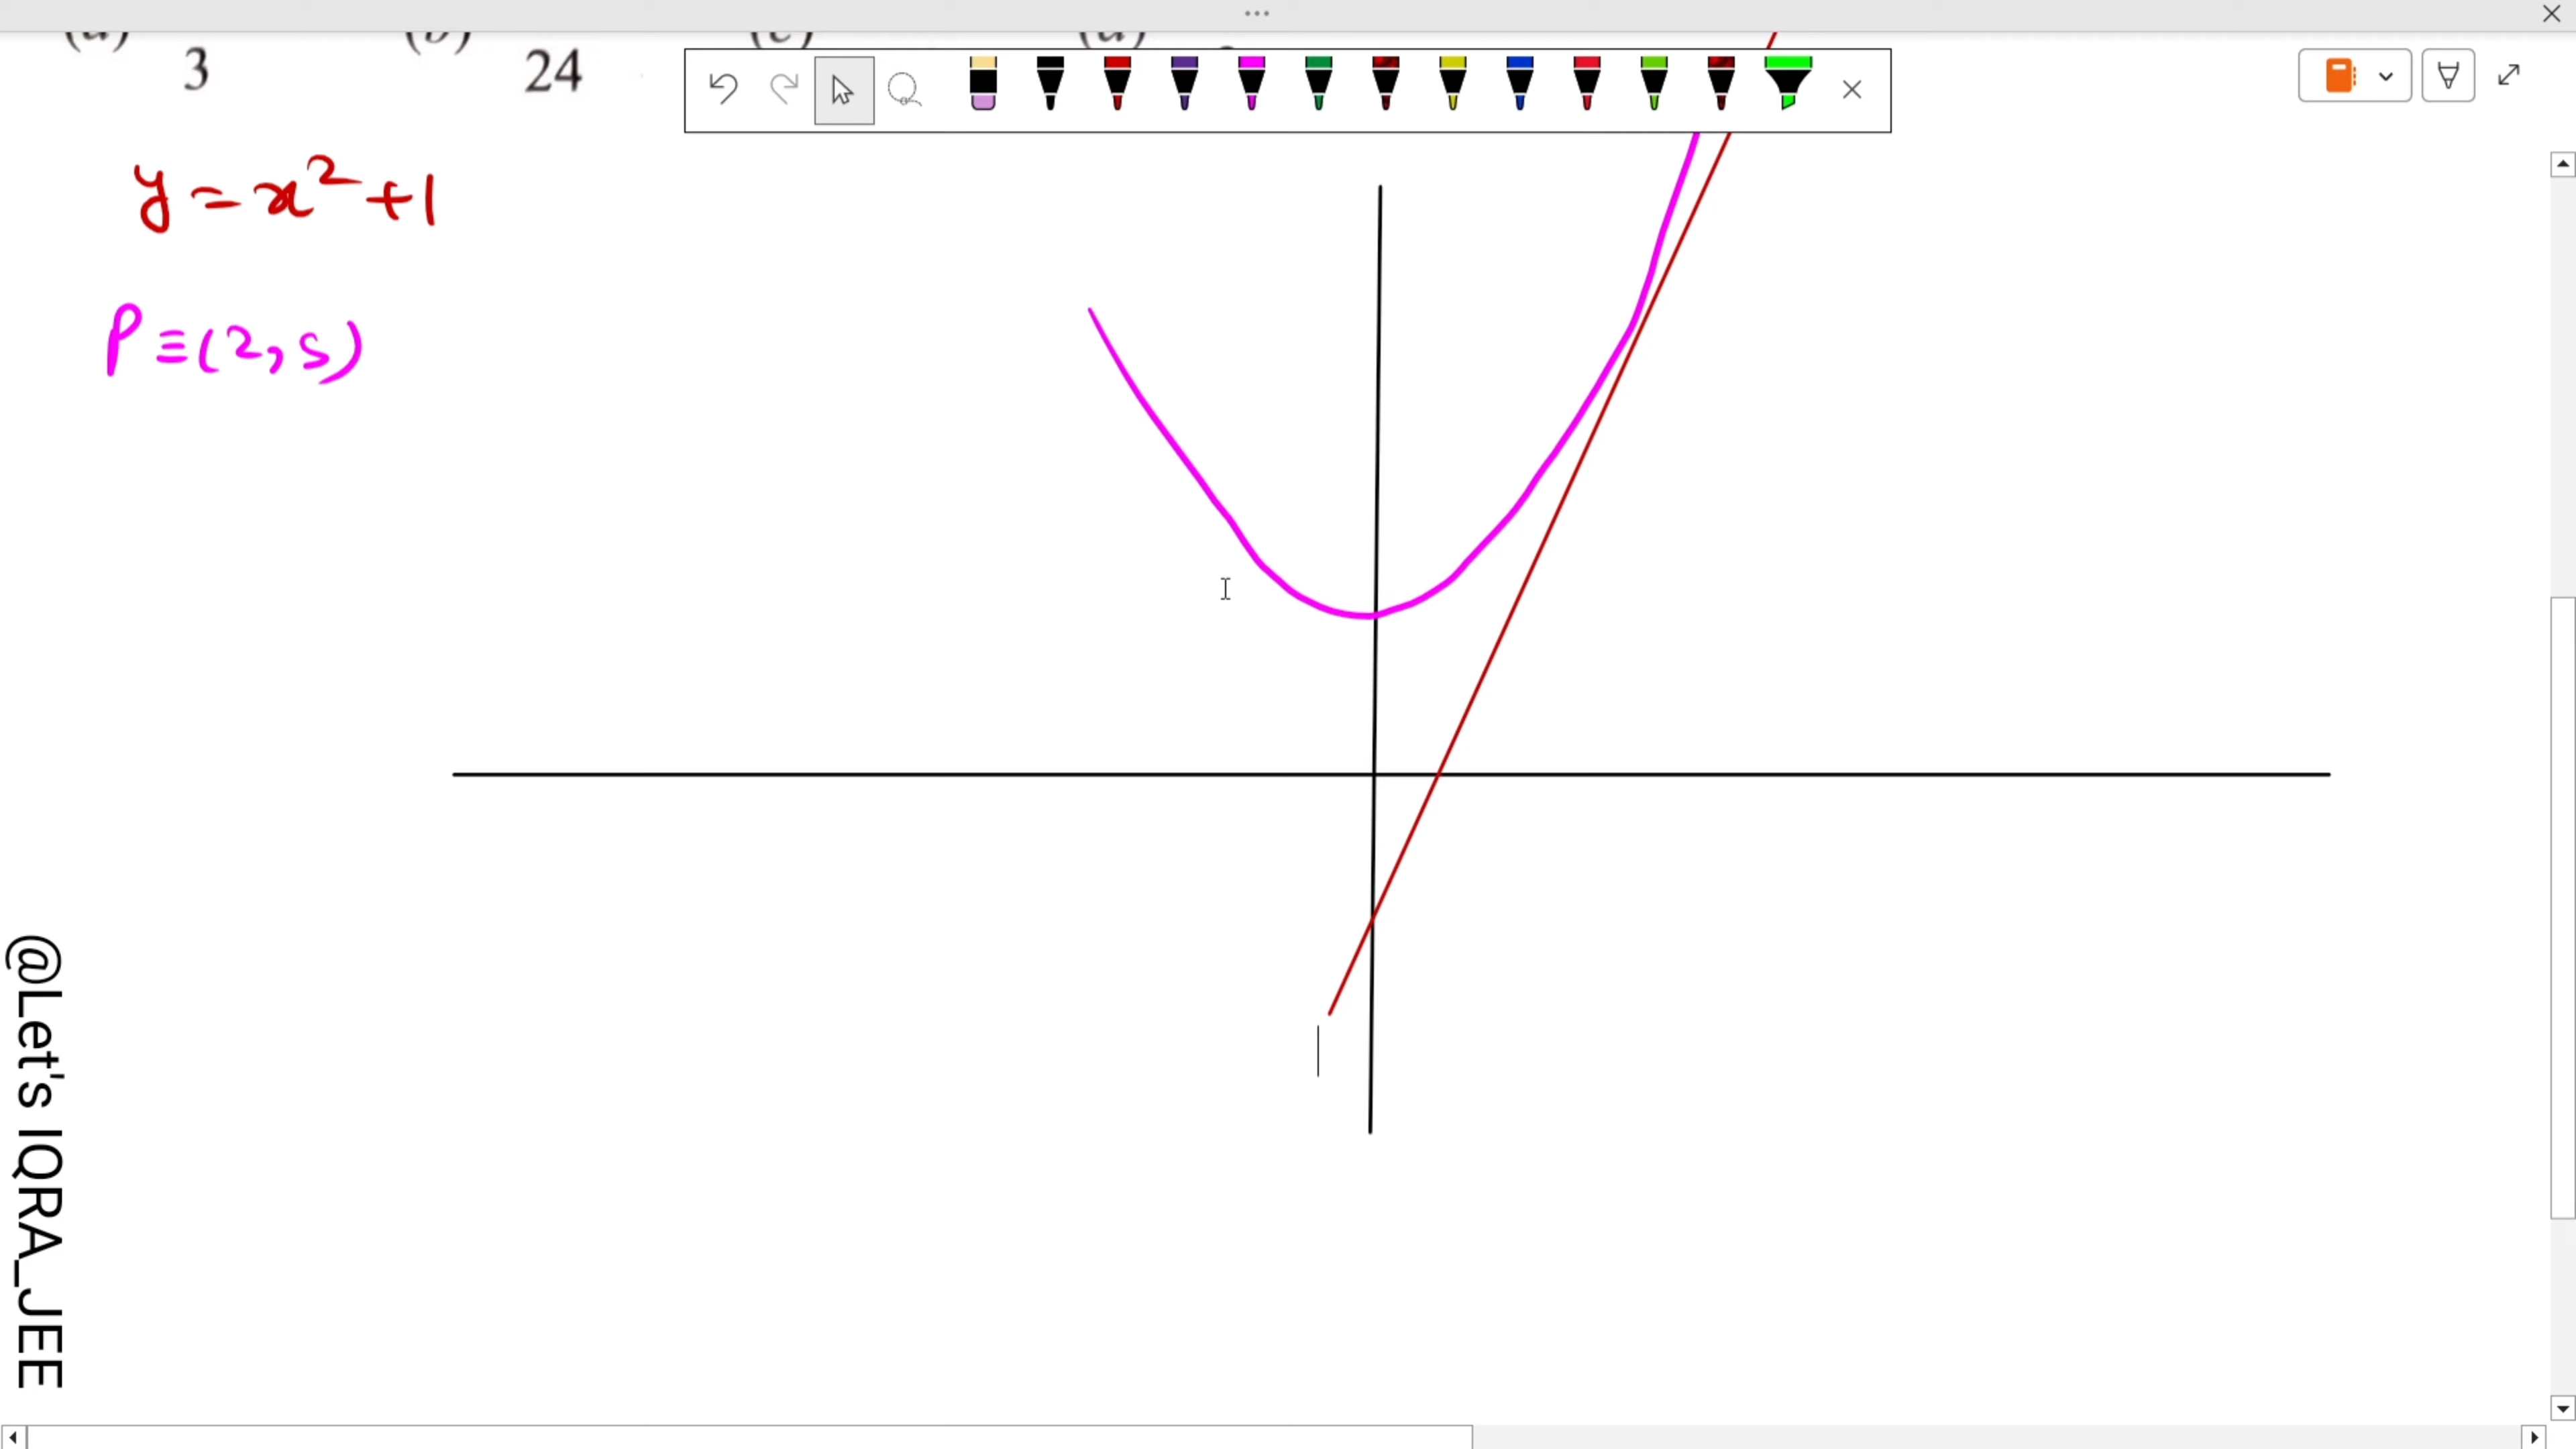 3 24
y = x² + 1
P ≡ (2, 5)
@Let's IQRA_JEE